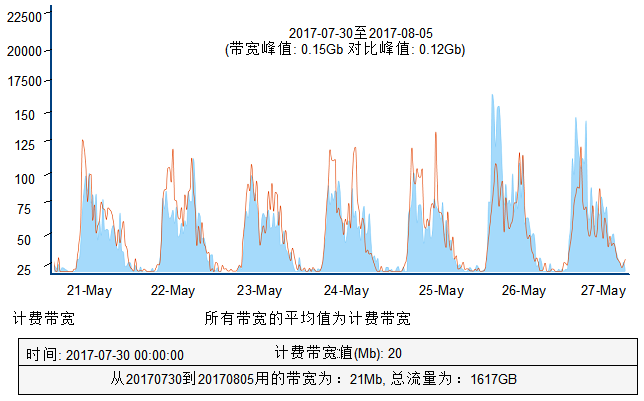 2017-07-30至2017-08-05
(带宽峰值: 0.15Gb 对比峰值: 0.12Gb)
22500
20000
17500
150
125
100
75
50
25
21-May 22-May 23-May 24-May 25-May 26-May 27-May
计费带宽 所有带宽的平均值为计费带宽
时间: 2017-07-30 00:00:00 计费带宽值(Mb): 20
从20170730到20170805用的带宽为：21Mb, 总流量为：1617GB